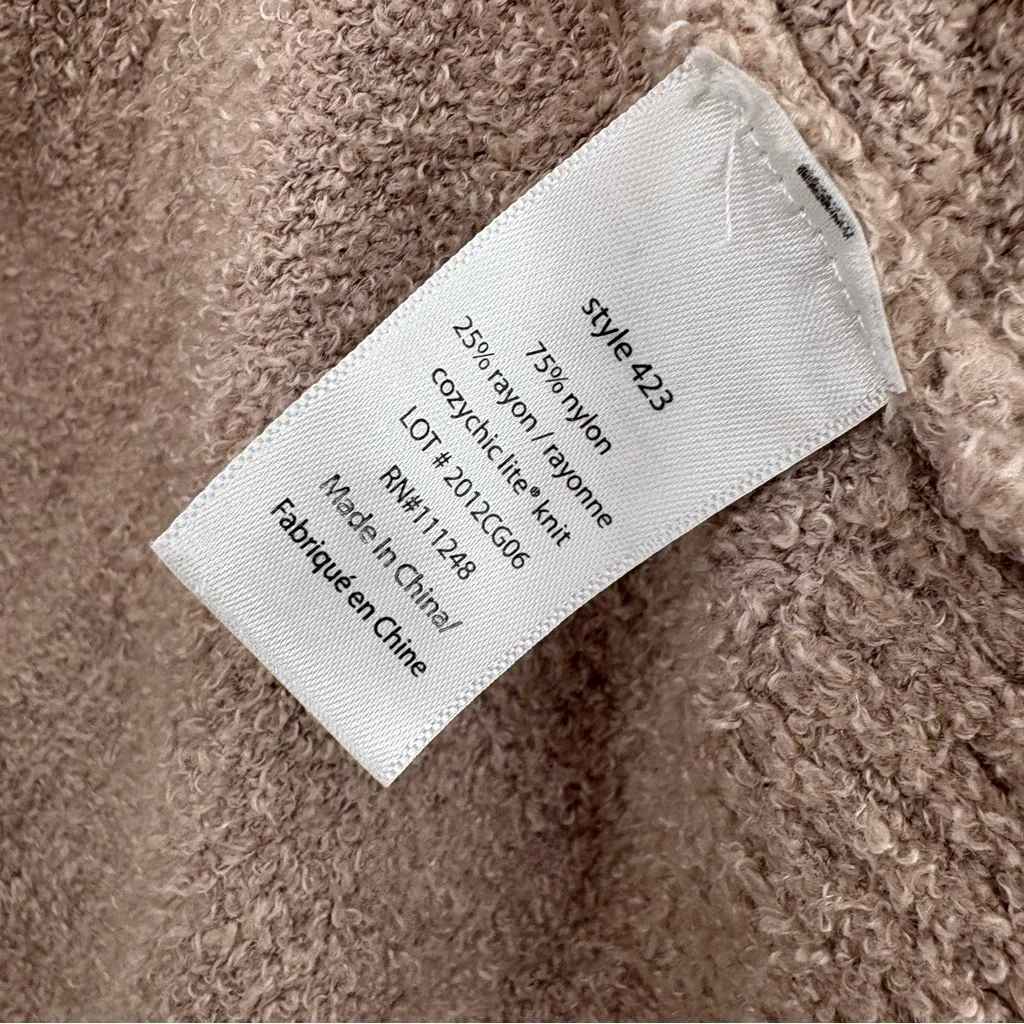 style 423
75% nylon
25% rayon / rayonne
cozychic lite® knit
LOT # 2012CG06
RN#111248
Made In China/
Fabriqué en Chine